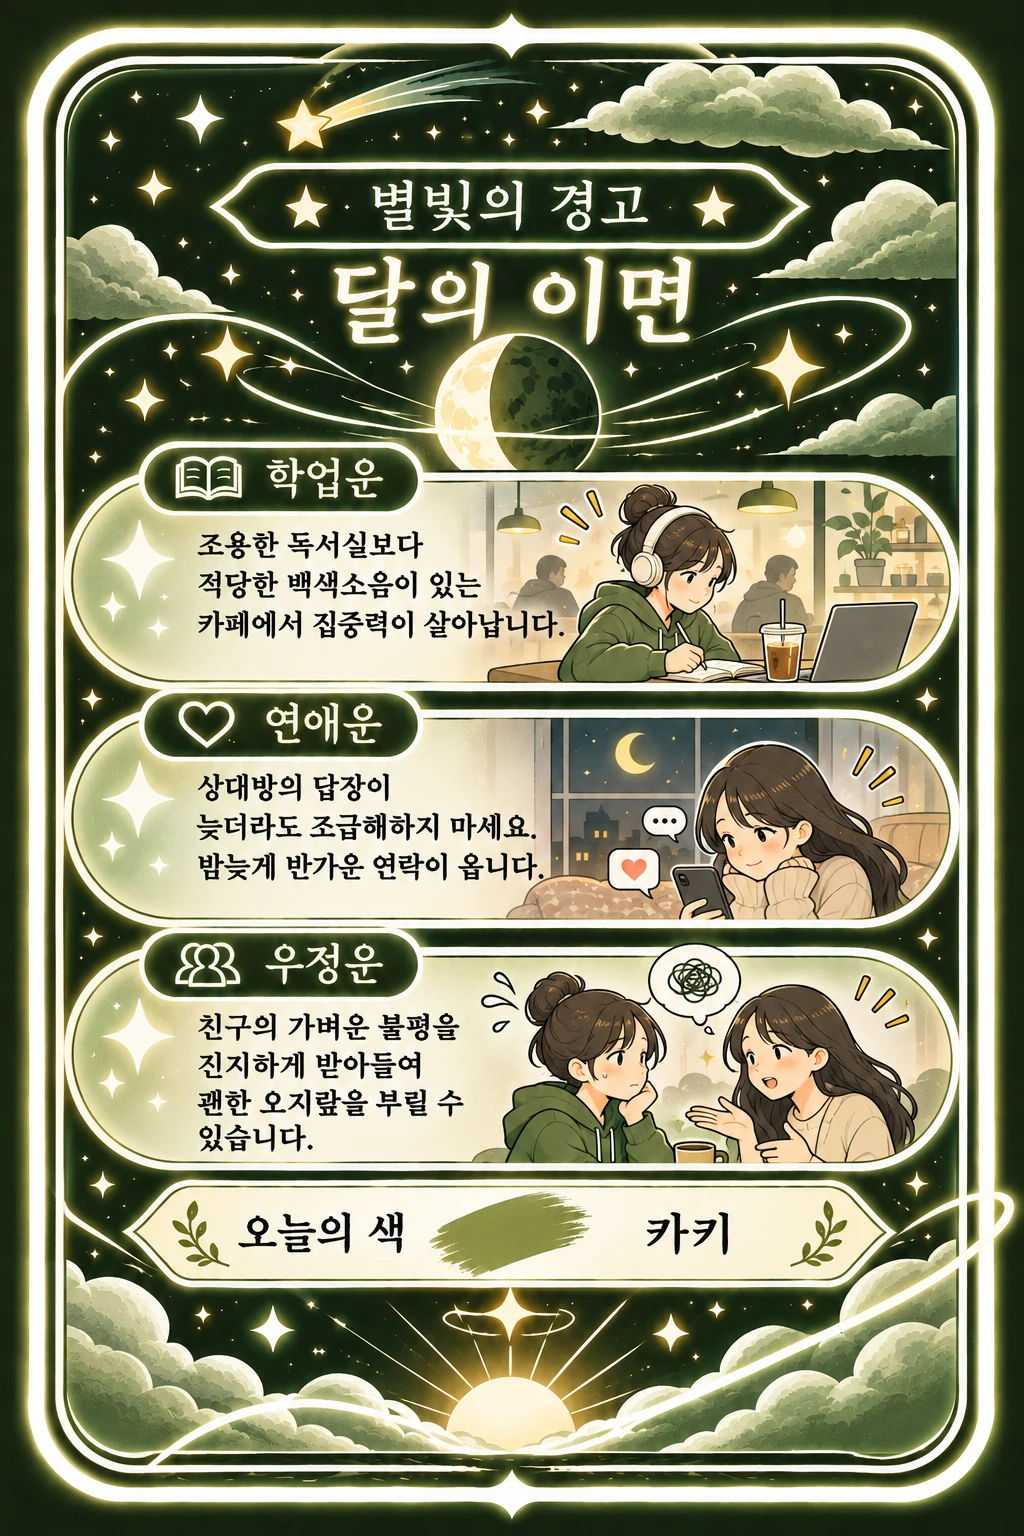 별빛의 경고
달의 이면
학업운
조용한 독서실보다
적당한 백색소음이 있는
카페에서 집중력이 살아납니다.
연애운
상대방의 답장이
늦더라도 조급해하지 마세요.
밤늦게 반가운 연락이 옵니다.
우정운
친구의 가벼운 불평을
진지하게 받아들여
괜한 오지랖을 부릴 수
있습니다.
오늘의 색
카키